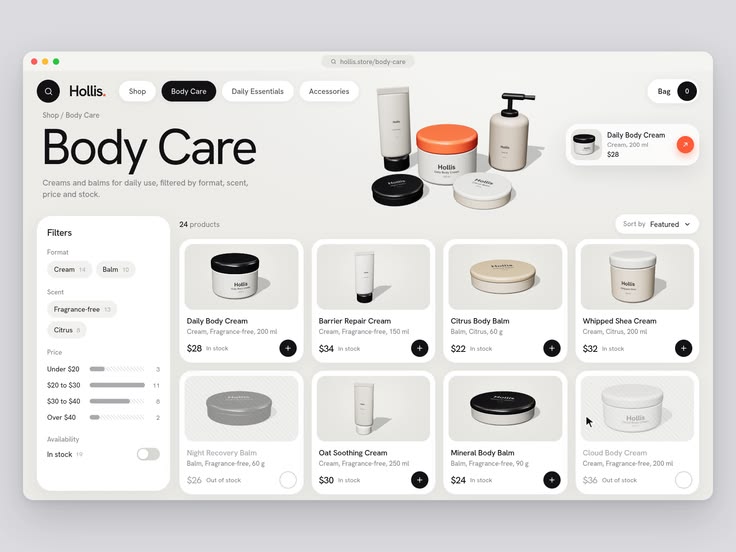 hollis.store/body-care
Hollis.
Shop
Body Care
Daily Essentials
Accessories
Bag 0
Shop / Body Care
Body Care
Creams and balms for daily use, filtered by format, scent,
price and stock.
Hollis
Daily Body Cream
Cream, 200 ml
$28
Filters
Format
Cream 14
Balm 10
Scent
Fragrance-free 13
Citrus 8
Price
Under $20 3
$20 to $30 11
$30 to $40 8
Over $40 2
Availability
In stock 19
24 products
Sort by Featured
Hollis
Daily Body Cream
Cream, Fragrance-free, 200 ml
$28 In stock
Barrier Repair Cream
Cream, Fragrance-free, 150 ml
$34 In stock
Hollis
Citrus Body Balm
Balm, Citrus, 60 g
$22 In stock
Hollis
Whipped Shea Cream
Cream, Citrus, 200 ml
$32 In stock
Hollis
Night Recovery Balm
Balm, Fragrance-free, 60 g
$26 Out of stock
Oat Soothing Cream
Cream, Fragrance-free, 250 ml
$30 In stock
Hollis
Mineral Body Balm
Balm, Fragrance-free, 90 g
$24 In stock
Hollis
Cloud Body Cream
Cream, Fragrance-free, 200 ml
$36 Out of stock